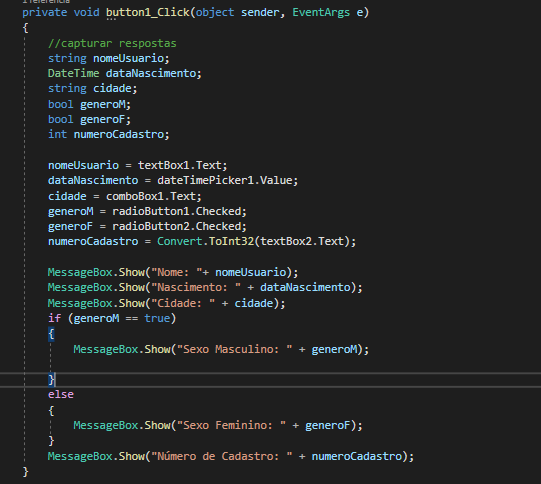 1 referência
private void button1_Click(object sender, EventArgs e)
{
//capturar respostas
string nomeUsuario;
DateTime dataNascimento;
string cidade;
bool generoM;
bool generoF;
int numeroCadastro;
nomeUsuario = textBox1.Text;
dataNascimento = dateTimePicker1.Value;
cidade = comboBox1.Text;
generoM = radioButton1.Checked;
generoF = radioButton2.Checked;
numeroCadastro = Convert.ToInt32(textBox2.Text);
MessageBox.Show("Nome: "+ nomeUsuario);
MessageBox.Show("Nascimento: " + dataNascimento);
MessageBox.Show("Cidade: " + cidade);
if (generoM == true)
{
MessageBox.Show("Sexo Masculino: " + generoM);
}
else
{
MessageBox.Show("Sexo Feminino: " + generoF);
}
MessageBox.Show("Número de Cadastro: " + numeroCadastro);
}